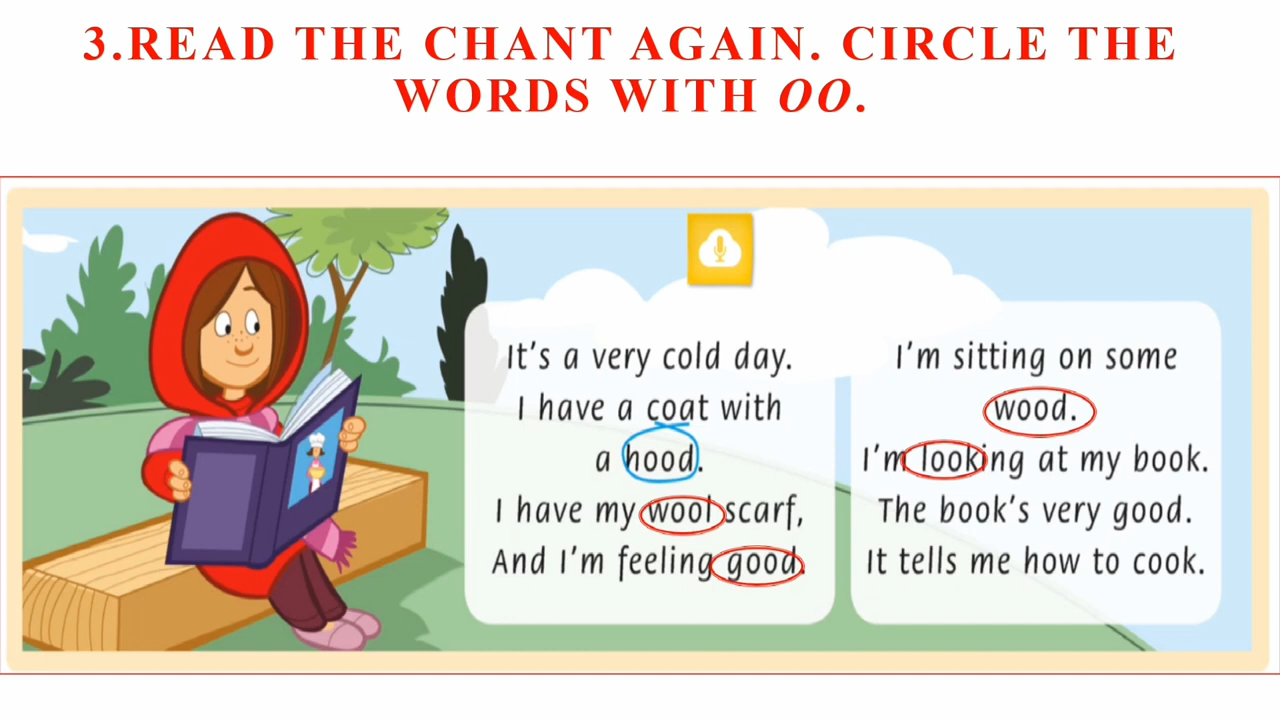 3.READ THE CHANT AGAIN. CIRCLE THE
WORDS WITH OO.
It's a very cold day.
I have a coat with
a hood.
I have my wool scarf,
And I'm feeling good.
I'm sitting on some
wood.
I'm looking at my book.
The book's very good.
It tells me how to cook.